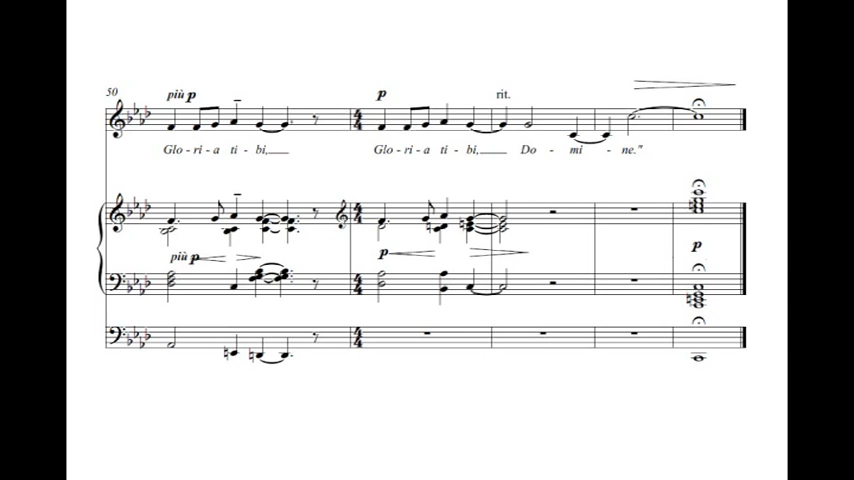 50 più p p rit.
Glo - ri - a ti - bi, Glo - ri - a ti - bi, Do - mi - ne."
più p p p